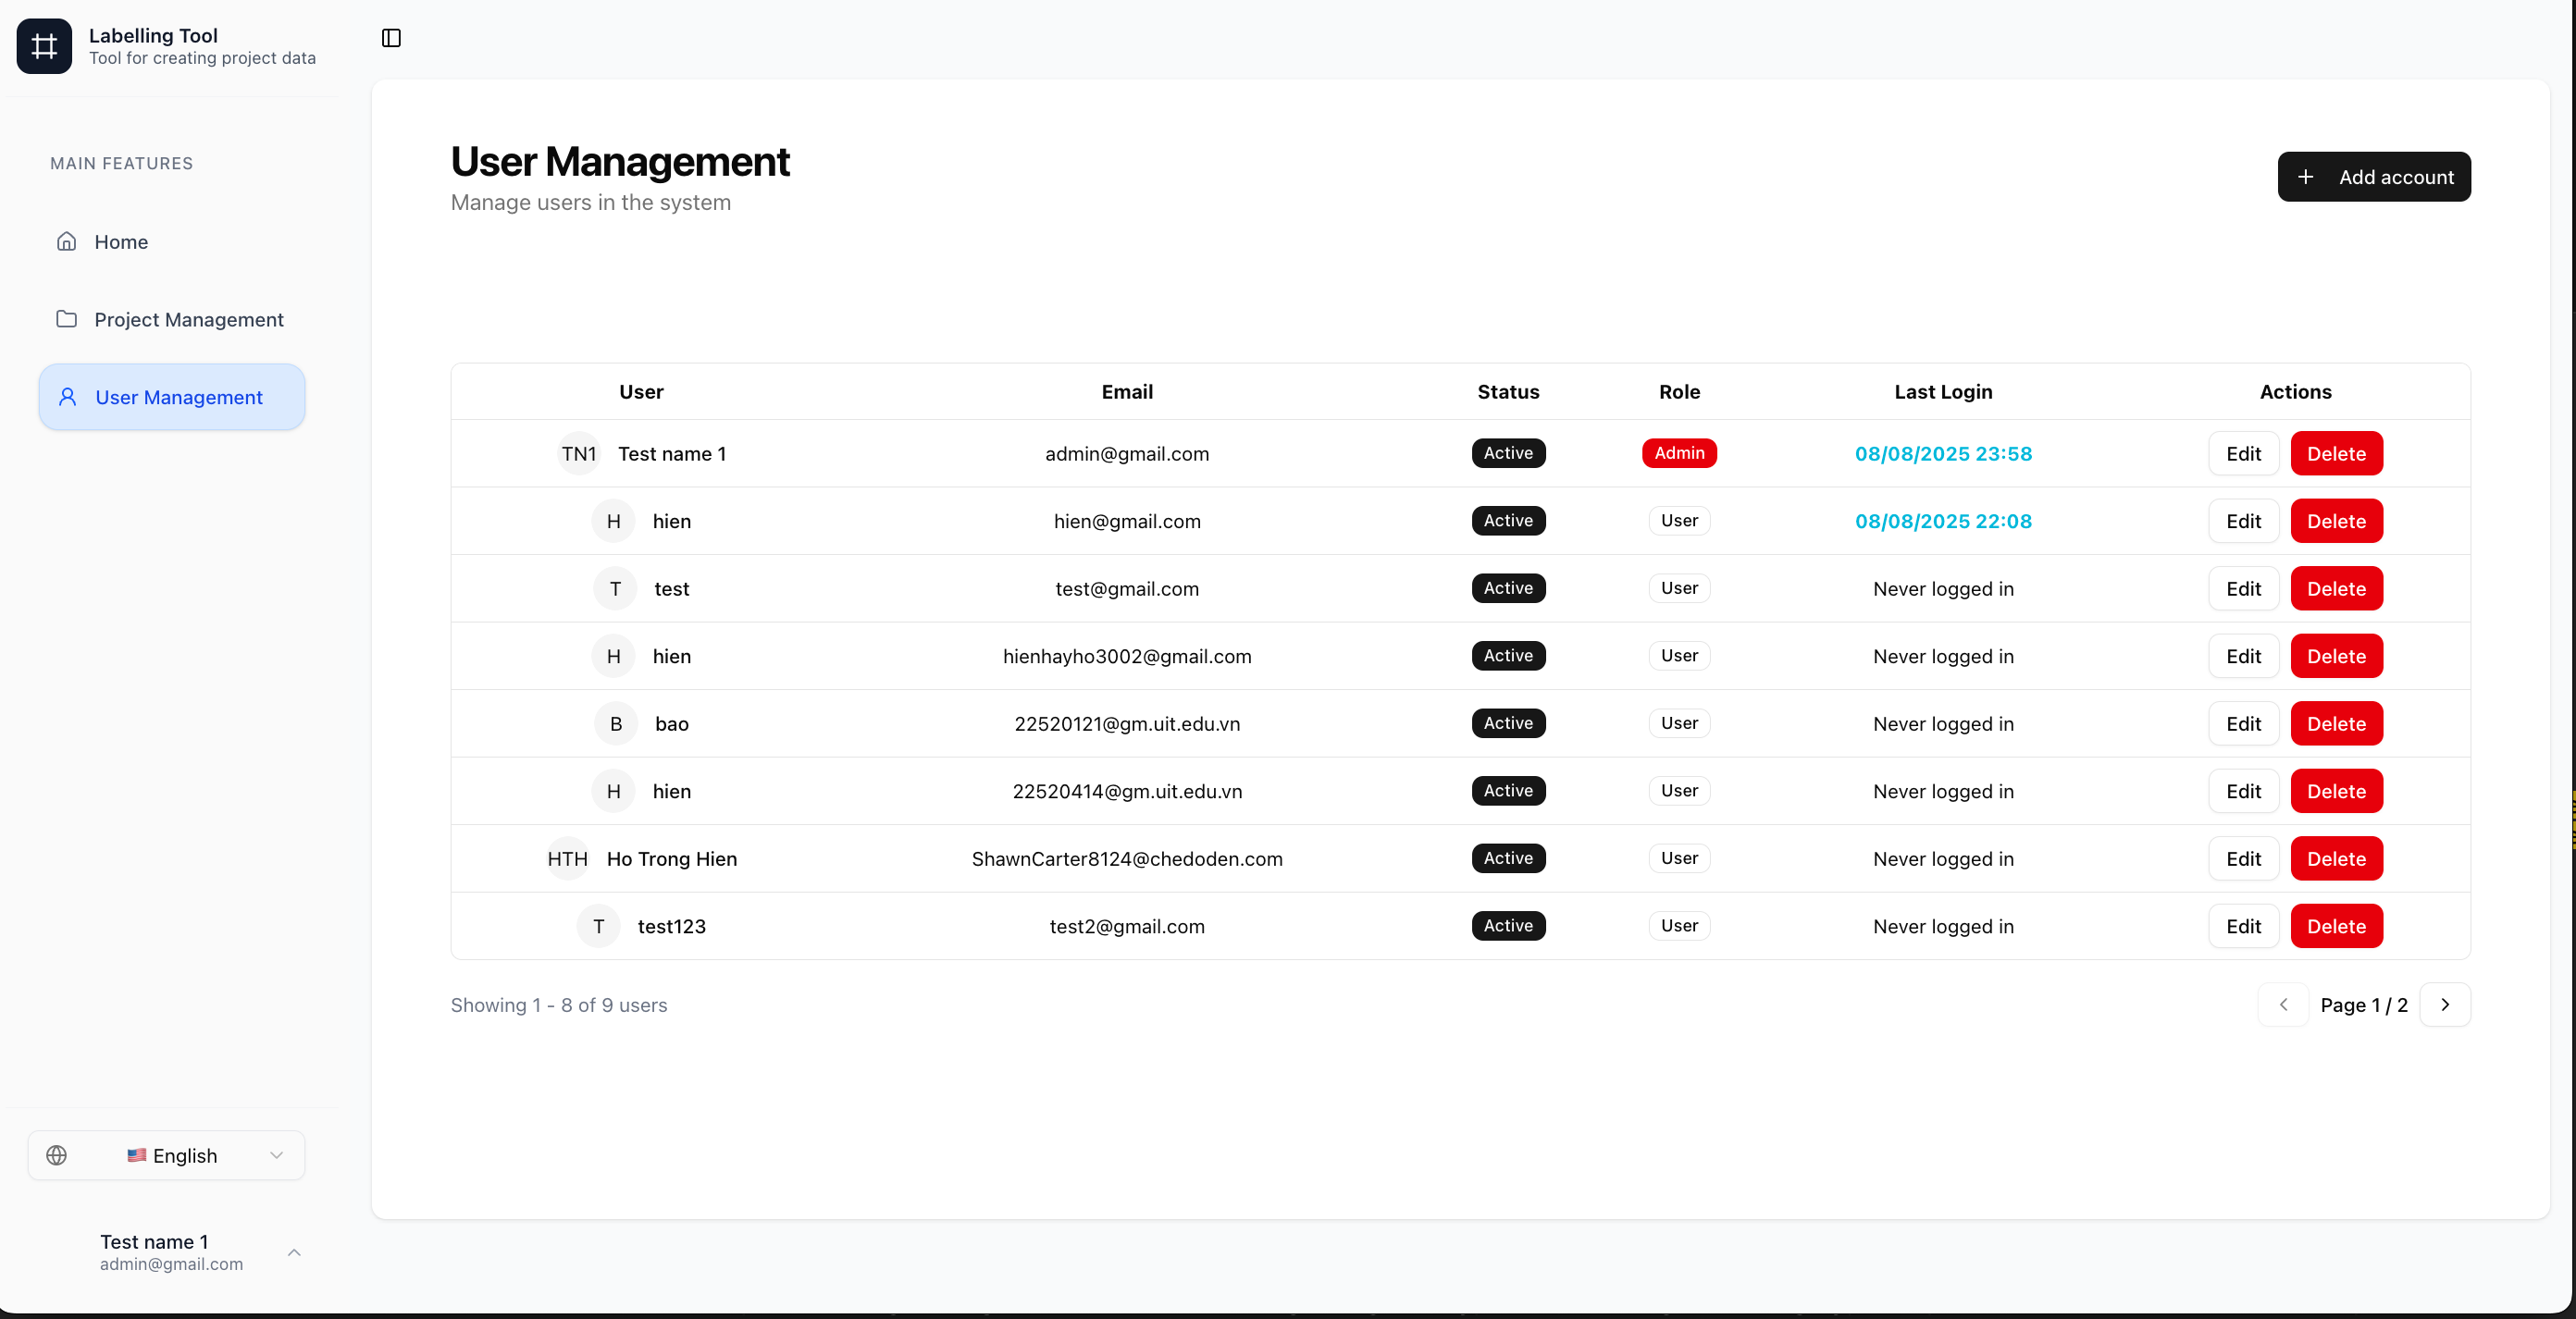 Labelling Tool
Tool for creating project data
MAIN FEATURES
Home
Project Management
User Management
User Management
Manage users in the system
Add account
User Email Status Role Last Login Actions
TN1 Test name 1 admin@gmail.com Active Admin 08/08/2025 23:58 Edit Delete
H hien hien@gmail.com Active User 08/08/2025 22:08 Edit Delete
T test test@gmail.com Active User Never logged in Edit Delete
H hien hienhayho3002@gmail.com Active User Never logged in Edit Delete
B bao 22520121@gm.uit.edu.vn Active User Never logged in Edit Delete
H hien 22520414@gm.uit.edu.vn Active User Never logged in Edit Delete
HTH Ho Trong Hien ShawnCarter8124@chedoden.com Active User Never logged in Edit Delete
T test123 test2@gmail.com Active User Never logged in Edit Delete
Showing 1 - 8 of 9 users
Page 1 / 2
English
Test name 1
admin@gmail.com